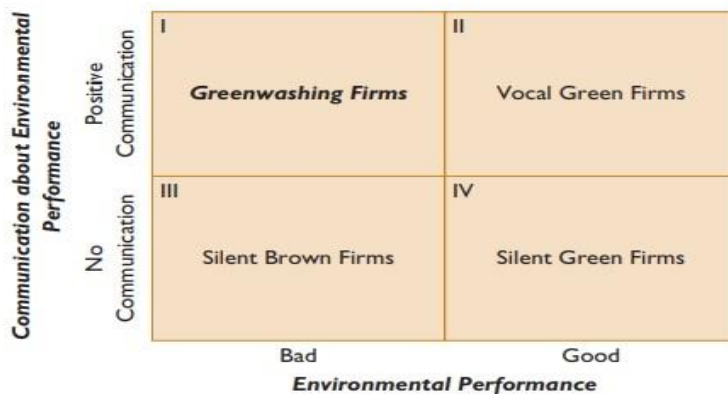 Communication about Environmental
Performance
Positive
Communication
No
Communication
I
Greenwashing Firms
II
Vocal Green Firms
III
Silent Brown Firms
IV
Silent Green Firms
Bad
Good
Environmental Performance